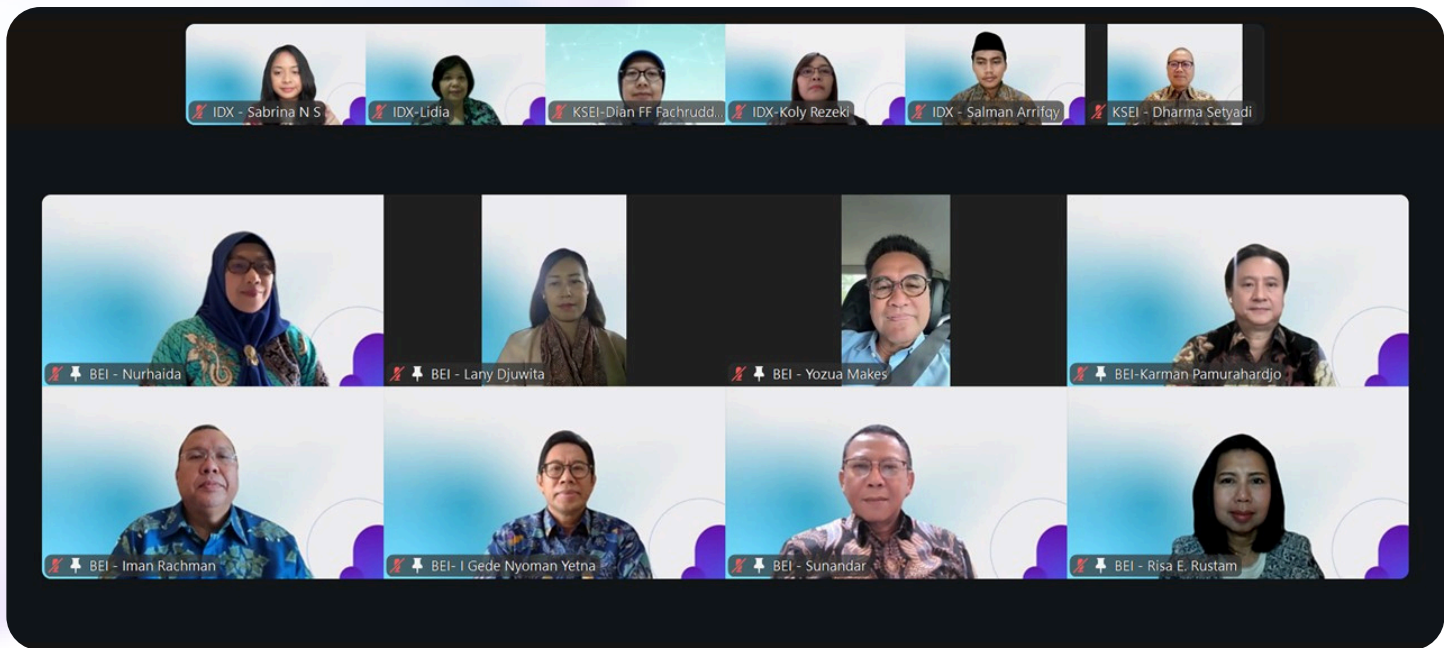 IDX - Sabrina N S
IDX-Lidia
KSEI-Dian FF Fachrudd...
IDX-Koly Rezeki
IDX - Salman Arrifqy
KSEI - Dharma Setyadi
BEI - Nurhaida
BEI - Lany Djuwita
BEI - Yozua Makes
BEI-Karman Pamurahardjo
BEI - Iman Rachman
BEI- I Gede Nyoman Yetna
BEI - Sunandar
BEI - Risa E. Rustam